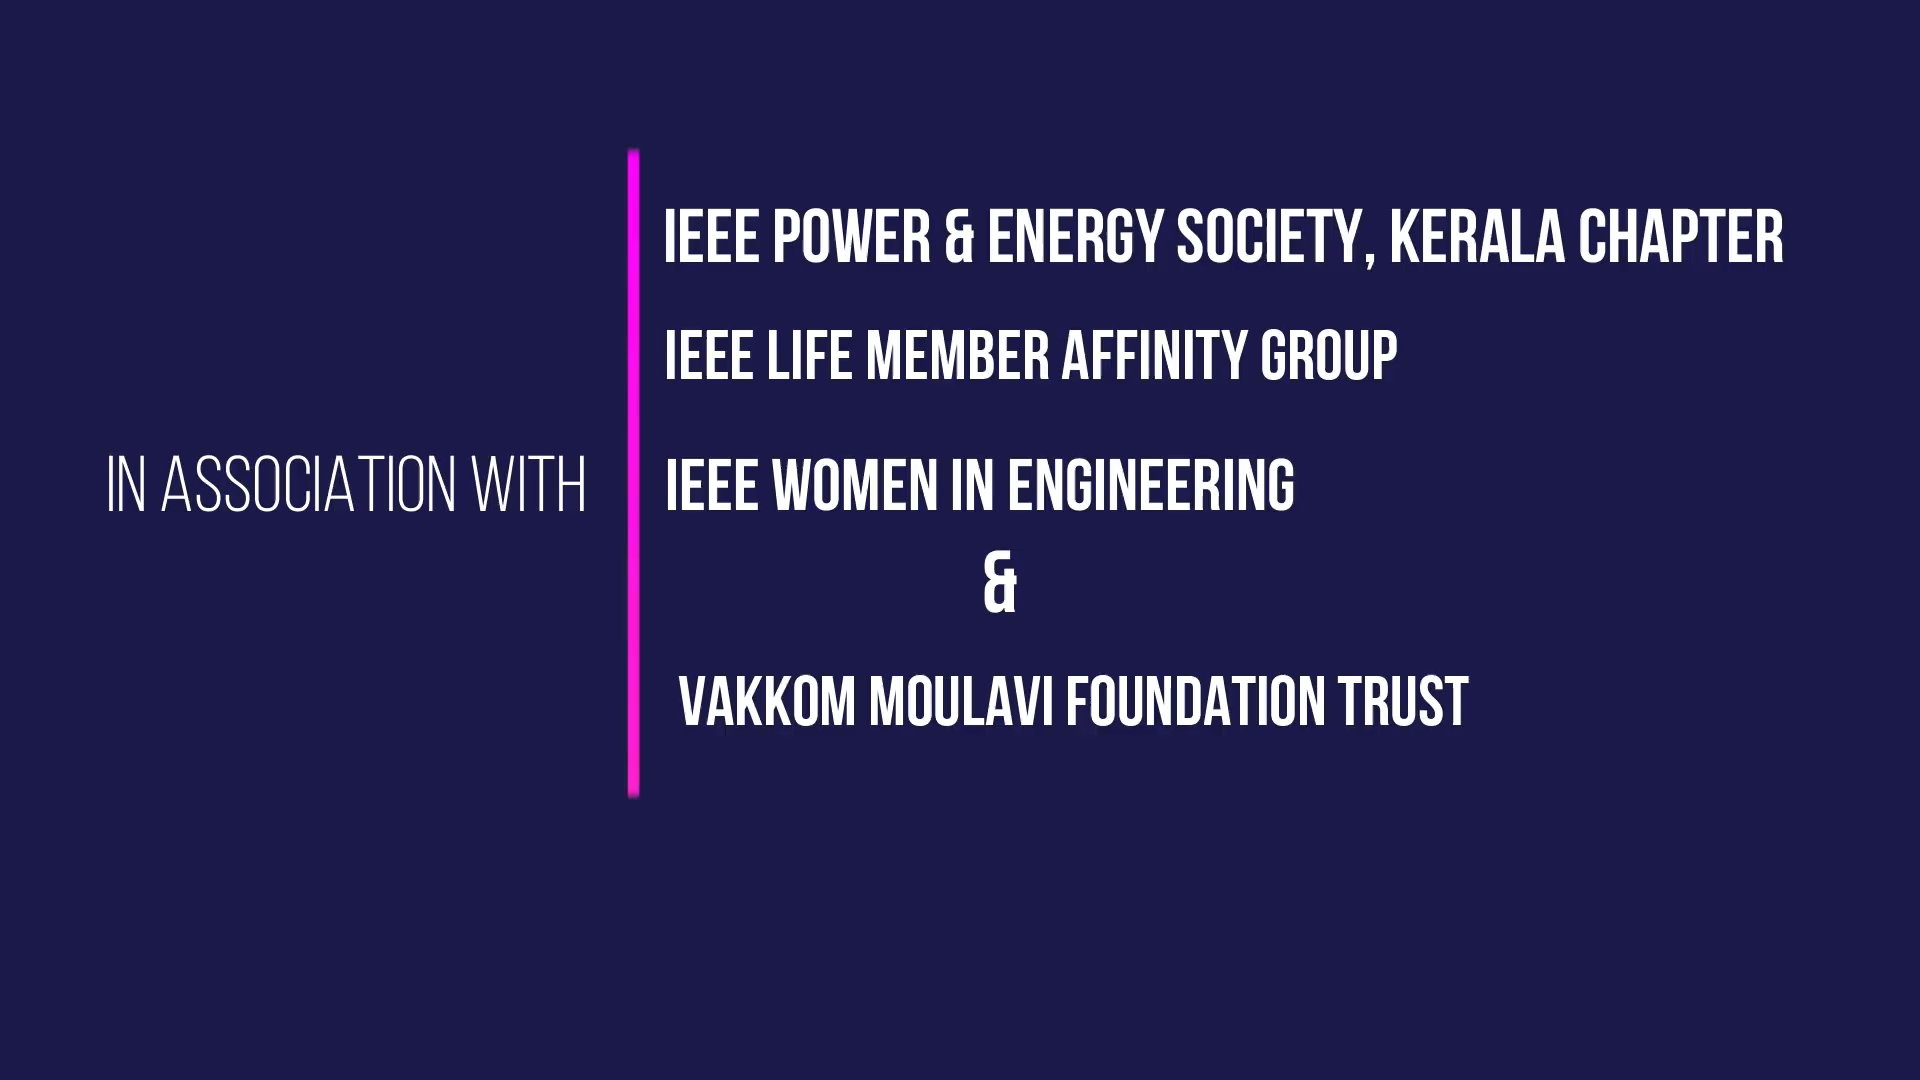 IN ASSOCIATION WITH
IEEE POWER & ENERGY SOCIETY, KERALA CHAPTER
IEEE LIFE MEMBER AFFINITY GROUP
IEEE WOMEN IN ENGINEERING
&
VAKKOM MOULAVI FOUNDATION TRUST